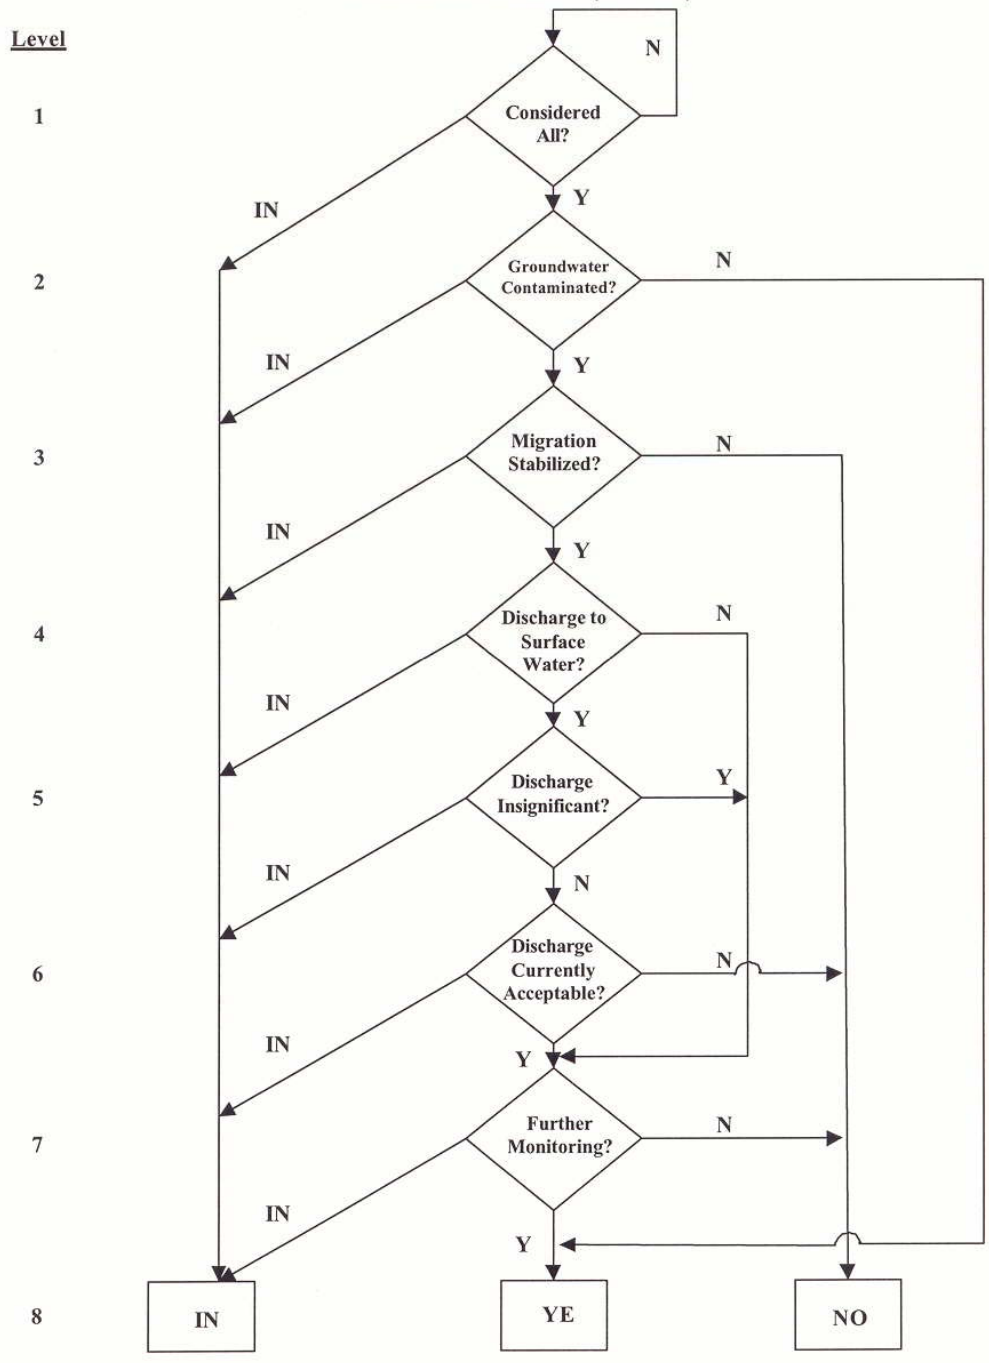 Level
N
1
Considered
All?
Y
IN
2
Groundwater
Contaminated?
N
IN
Y
3
Migration
Stabilized?
N
IN
Y
4
Discharge to
Surface
Water?
N
IN
Y
5
Discharge
Insignificant?
Y
IN
N
6
Discharge
Currently
Acceptable?
N
IN
Y
7
Further
Monitoring?
N
IN
Y
8
IN
YE
NO